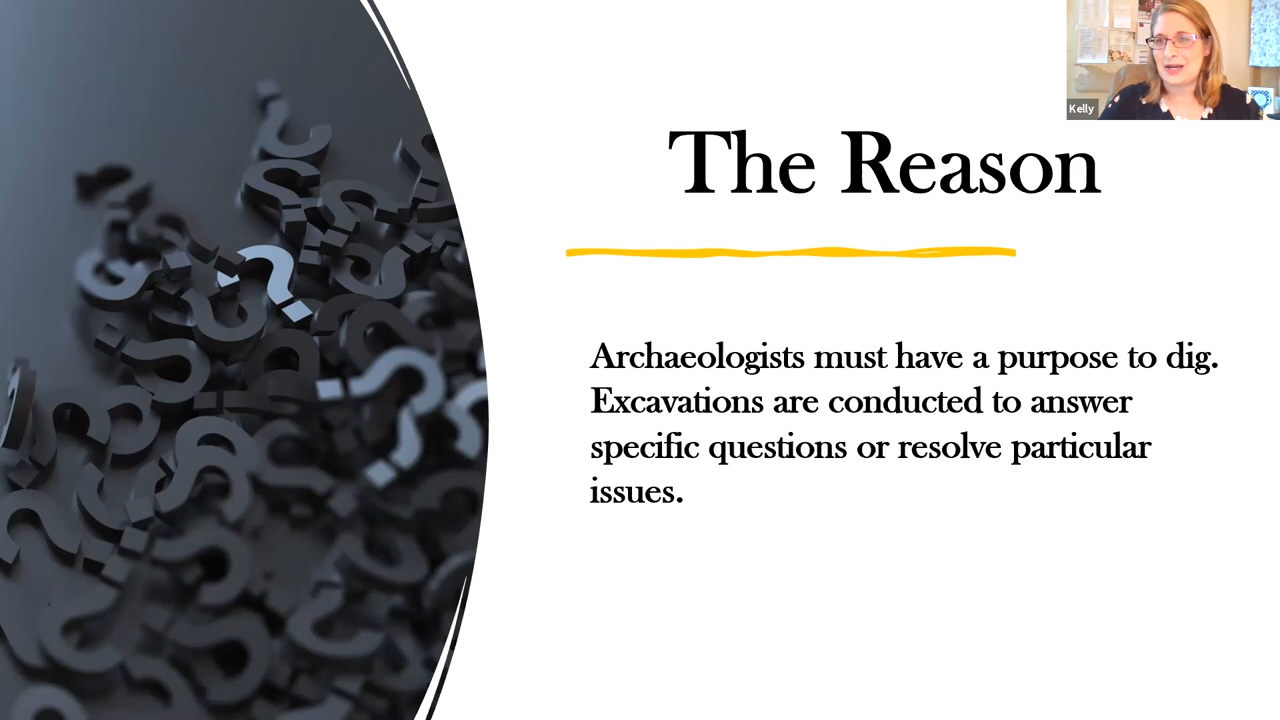 Kelly
The Reason
Archaeologists must have a purpose to dig.
Excavations are conducted to answer
specific questions or resolve particular
issues.